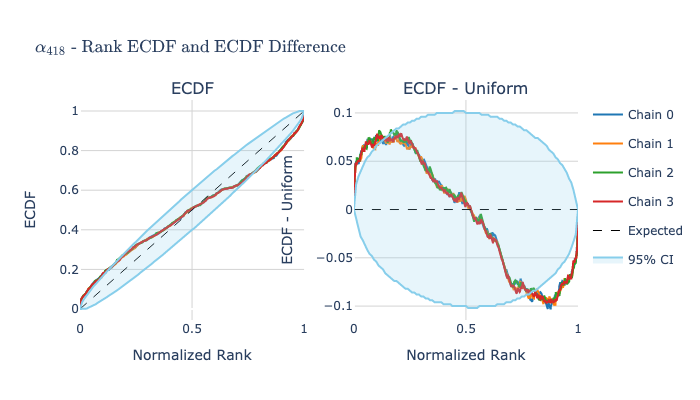 α418 - Rank ECDF and ECDF Difference
ECDF
ECDF - Uniform
1
0.8
0.6
0.4
0.2
0
ECDF
0
0.5
1
Normalized Rank
0.1
0.05
0
−0.05
−0.1
ECDF - Uniform
0
0.5
1
Normalized Rank
Chain 0
Chain 1
Chain 2
Chain 3
Expected
95% CI